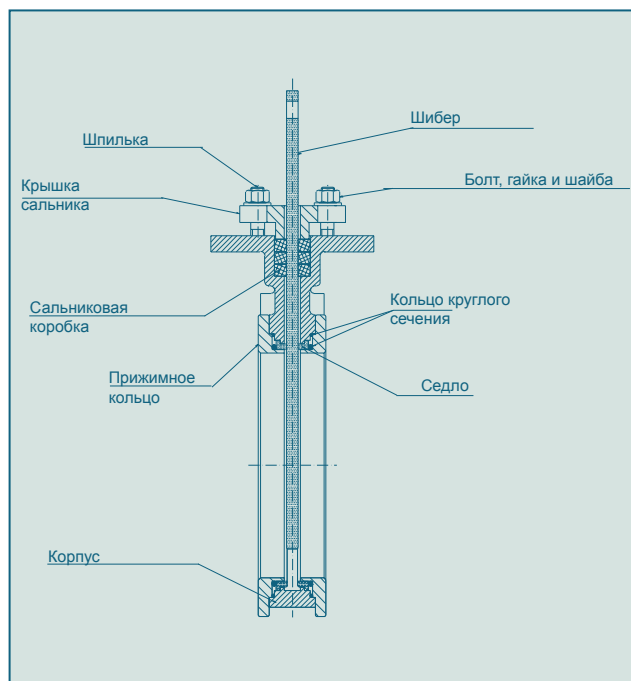 Шибер
Шпилька
Болт, гайка и шайба
Крышка
сальника
Сальниковая
коробка
Кольцо круглого
сечения
Прижимное
кольцо
Седло
Корпус